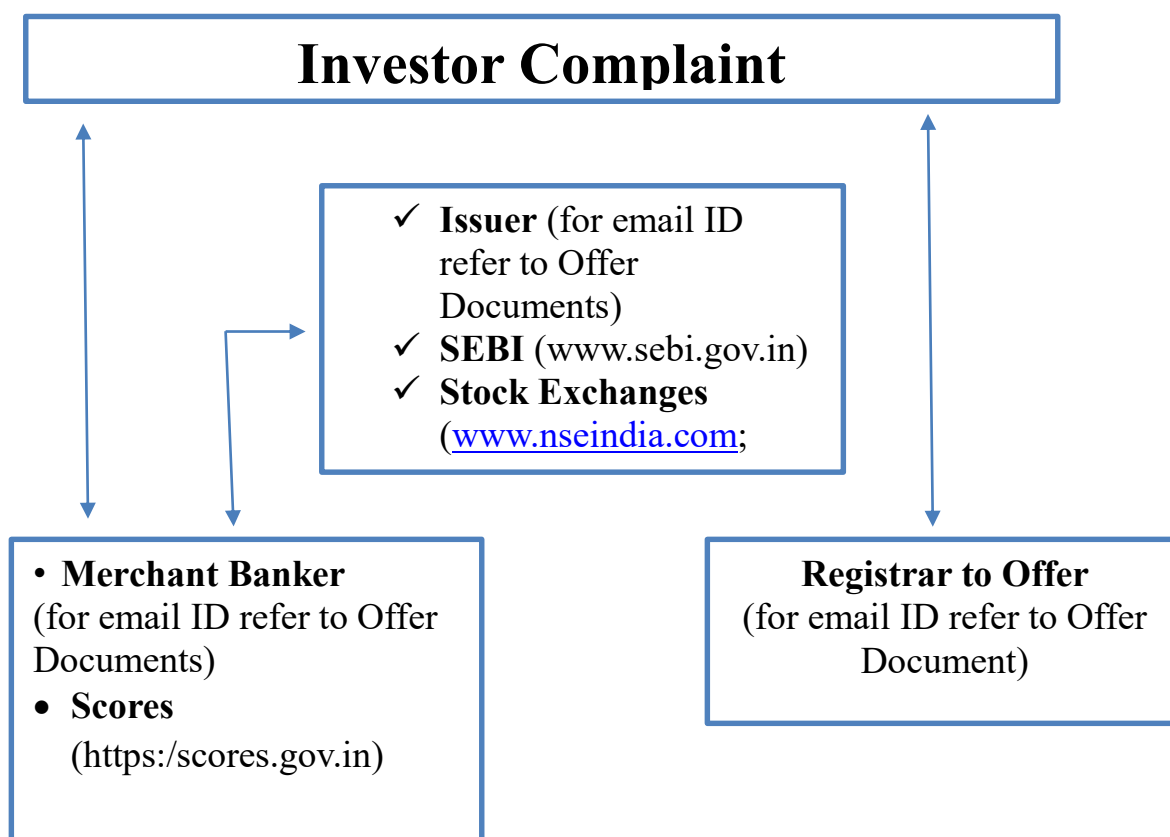 Investor Complaint
✓ Issuer (for email ID
refer to Offer
Documents)
✓ SEBI (www.sebi.gov.in)
✓ Stock Exchanges
(www.nseindia.com;
• Merchant Banker
(for email ID refer to Offer
Documents)
• Scores
(https:/scores.gov.in)
Registrar to Offer
(for email ID refer to Offer
Document)